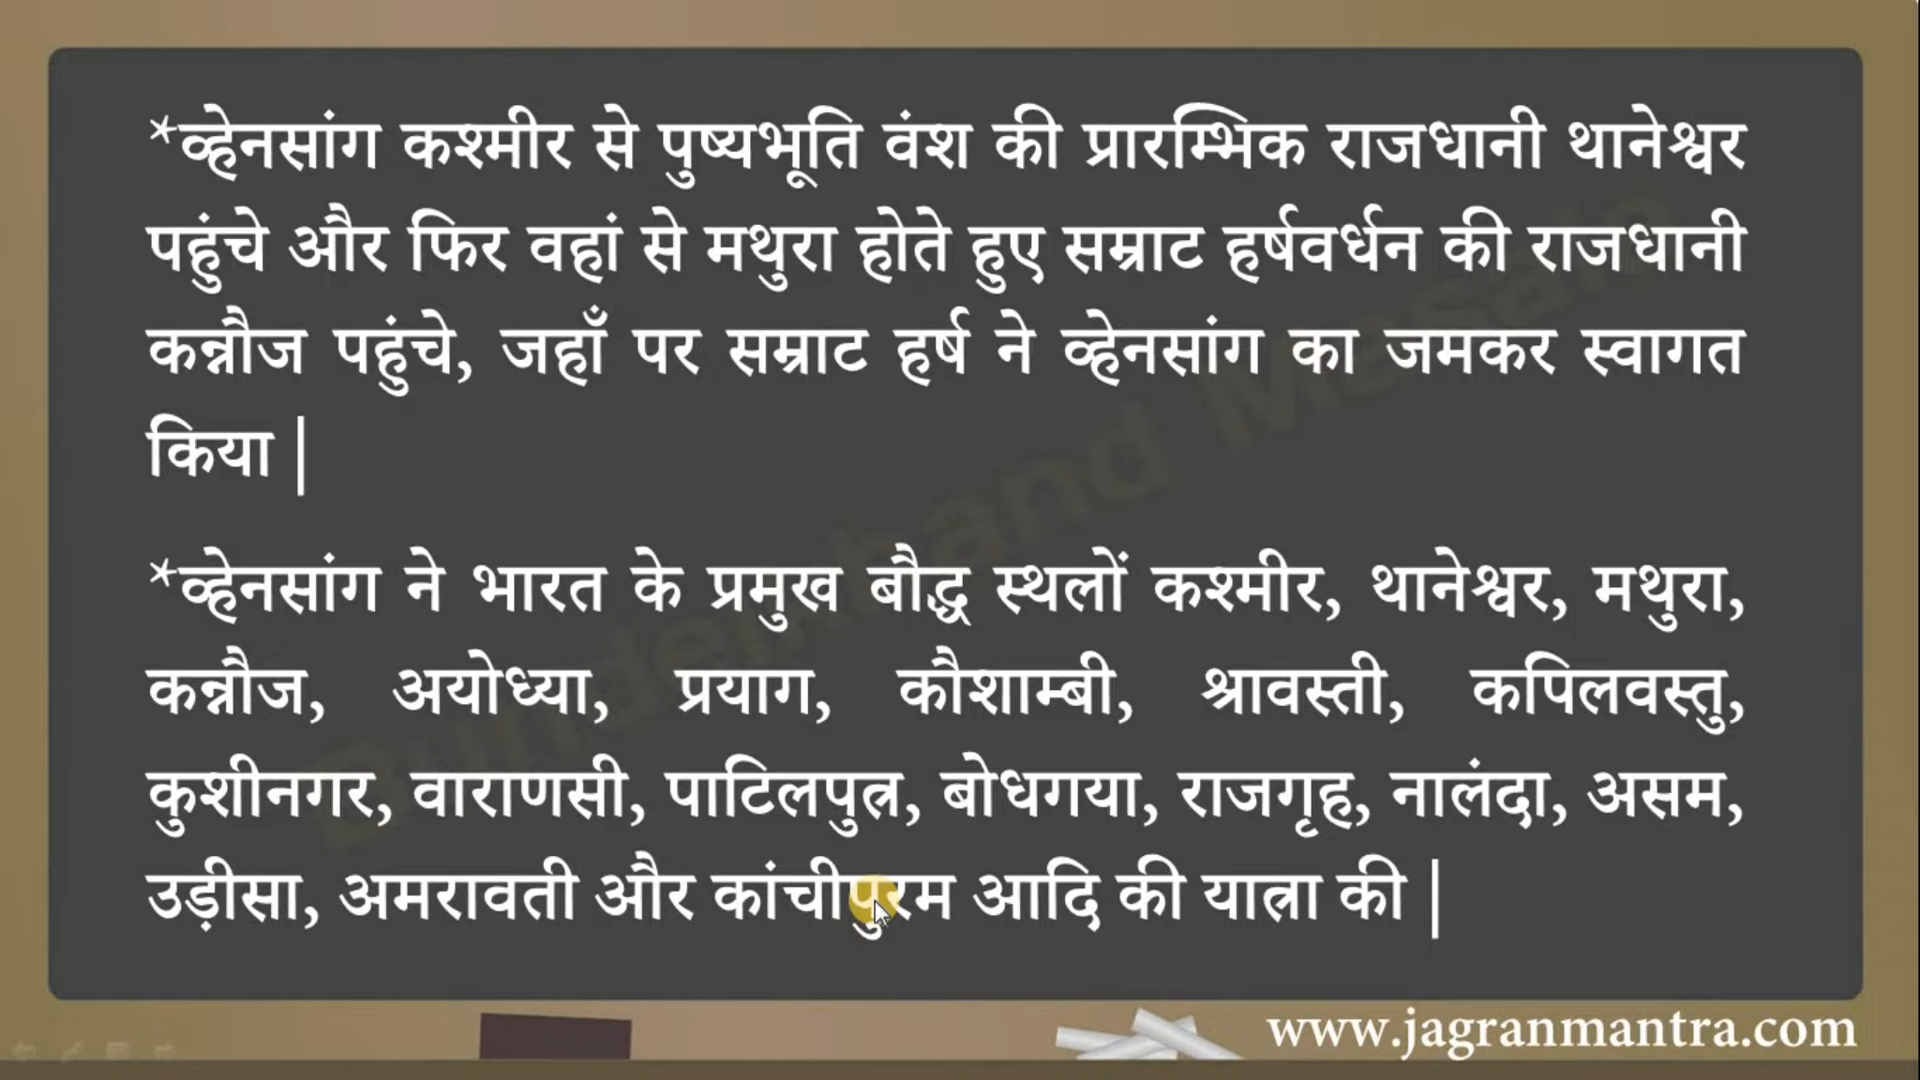 *व्हेनसांग कश्मीर से पुष्यभूति वंश की प्रारम्भिक राजधानी थानेश्वर
पहुंचे और फिर वहां से मथुरा होते हुए सम्राट हर्षवर्धन की राजधानी
कन्नौज पहुंचे, जहाँ पर सम्राट हर्ष ने व्हेनसांग का जमकर स्वागत
किया |
*व्हेनसांग ने भारत के प्रमुख बौद्ध स्थलों कश्मीर, थानेश्वर, मथुरा,
कन्नौज, अयोध्या, प्रयाग, कौशाम्बी, श्रावस्ती, कपिलवस्तु,
कुशीनगर, वाराणसी, पाटिलपुत्र, बोधगया, राजगृह, नालंदा, असम,
उड़ीसा, अमरावती और कांचीपुरम आदि की यात्रा की |
www.jagranmantra.com